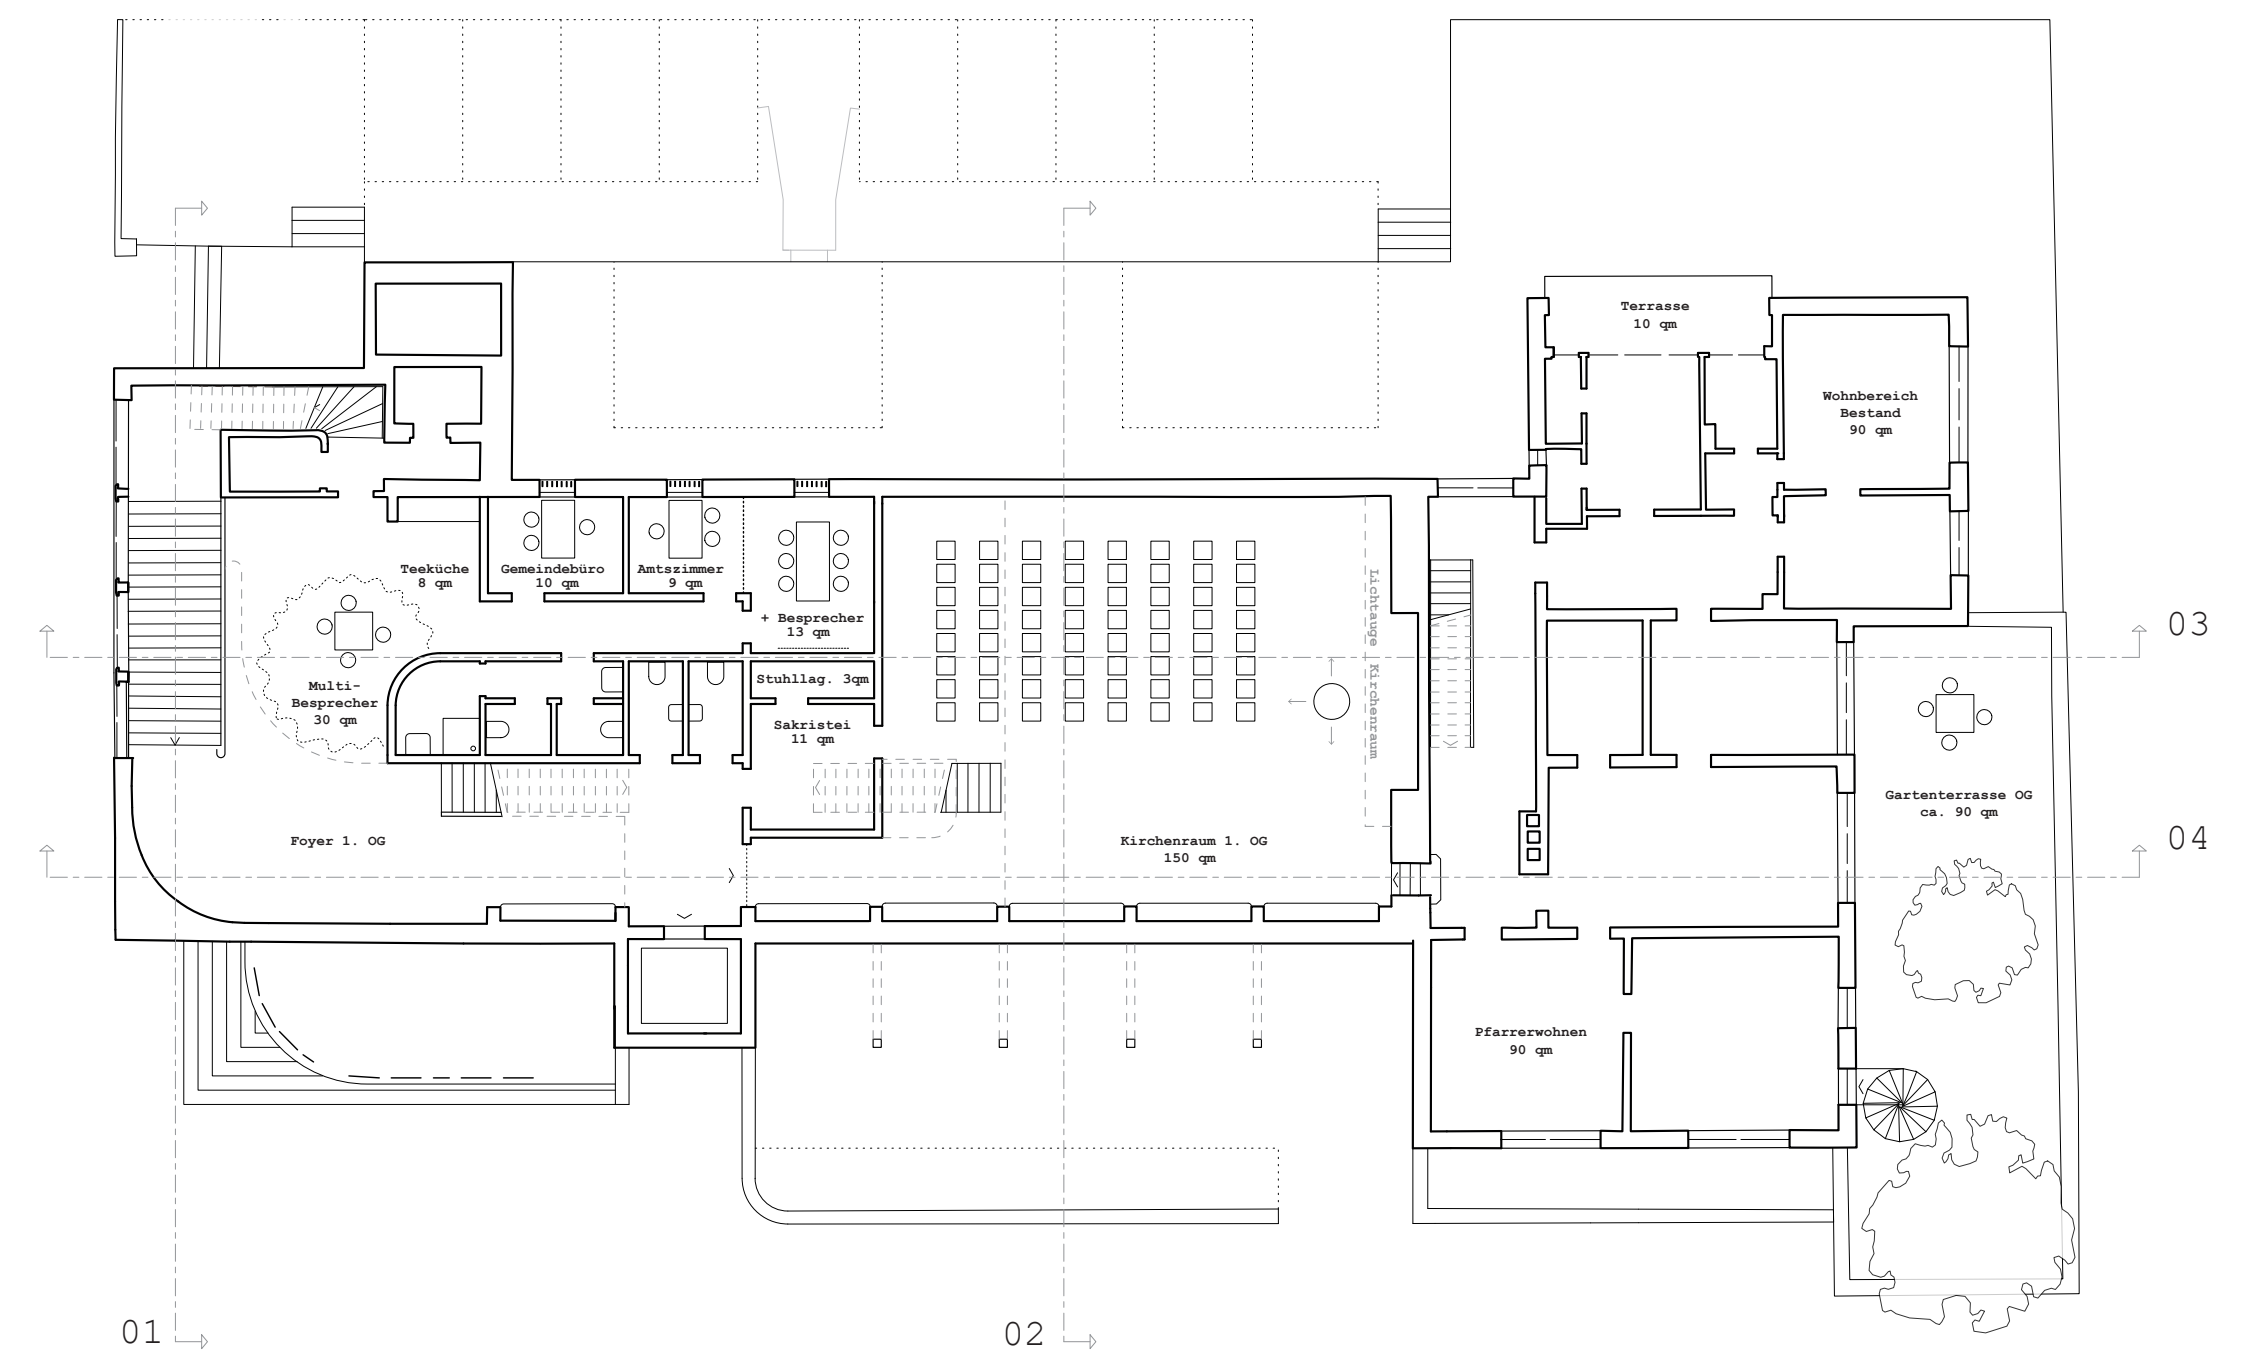 Terrasse
10 qm
Wohnbereich
Bestand
90 qm
Teeküche
8 qm
Gemeindebüro
10 qm
Amtszimmer
9 qm
+ Besprecher
13 qm
Lichtauge Kirchenraum
03
Multi-
Besprecher
30 qm
Stuhllag. 3qm
Sakristei
11 qm
Gartenterrasse OG
ca. 90 qm
Foyer 1. OG
Kirchenraum 1. OG
150 qm
04
Pfarrerwohnen
90 qm
01
02